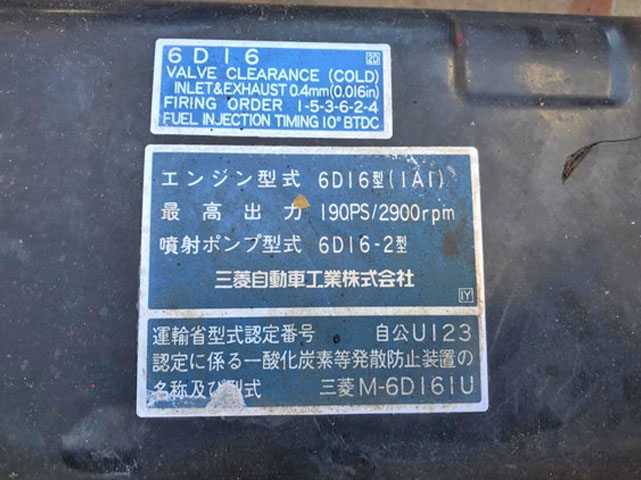 6D16 2D
VALVE CLEARANCE (COLD)
INLET&EXHAUST 0.4mm(0.016in)
FIRING ORDER 1-5-3-6-2-4
FUEL INJECTION TIMING 10° BTDC
エンジン型式 6D16型(1A1)
最高出力 190PS/2900rpm
噴射ポンプ型式 6D16-2型
三菱自動車工業株式会社
1Y
運輸省型式認定番号 自公U123
認定に係る一酸化炭素等発散防止装置の
名称及び型式 三菱M-6D161U